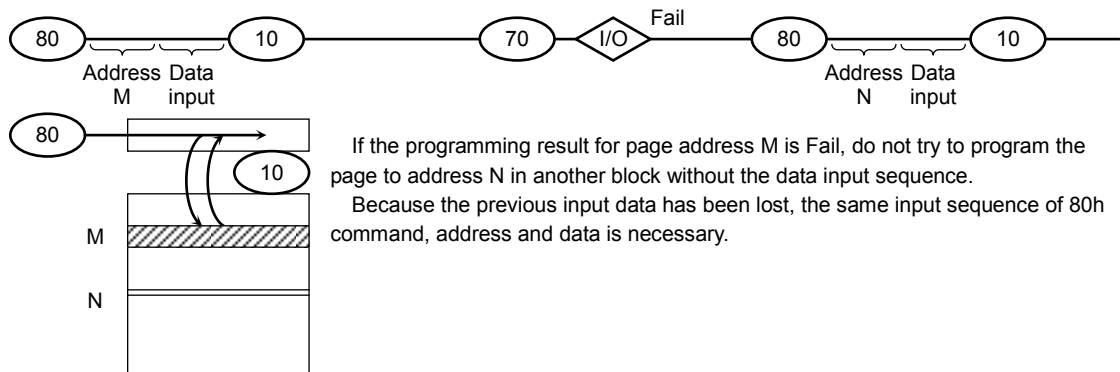 Fail
80 10 70 I/O 80 10
Address Data Address Data
M input N input
80
If the programming result for page address M is Fail, do not try to program the
page to address N in another block without the data input sequence.
10
Because the previous input data has been lost, the same input sequence of 80h
command, address and data is necessary.
M
N